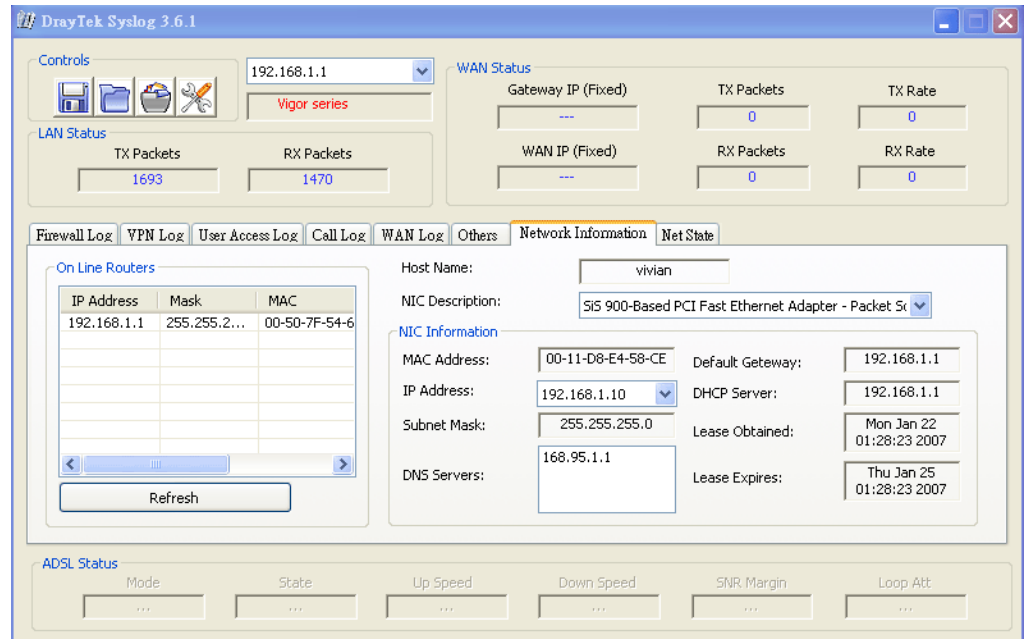 DrayTek Syslog 3.6.1
Controls
192.168.1.1
Vigor series
WAN Status
Gateway IP (Fixed)
TX Packets
TX Rate
---
0
0
WAN IP (Fixed)
RX Packets
RX Rate
---
0
0
LAN Status
TX Packets
RX Packets
1693
1470
Firewall Log
VPN Log
User Access Log
Call Log
WAN Log
Others
Network Information
Net State
On Line Routers
IP Address
Mask
MAC
192.168.1.1
255.255.2...
00-50-7F-54-6
Refresh
Host Name:
vivian
NIC Description:
SiS 900-Based PCI Fast Ethernet Adapter - Packet Sc
NIC Information
MAC Address:
00-11-D8-E4-58-CE
IP Address:
192.168.1.10
Subnet Mask:
255.255.255.0
DNS Servers:
168.95.1.1
Default Geteway:
192.168.1.1
DHCP Server:
192.168.1.1
Lease Obtained:
Mon Jan 22
01:28:23 2007
Lease Expires:
Thu Jan 25
01:28:23 2007
ADSL Status
Mode
State
Up Speed
Down Speed
SNR Margin
Loop Att
...
...
...
...
...
...